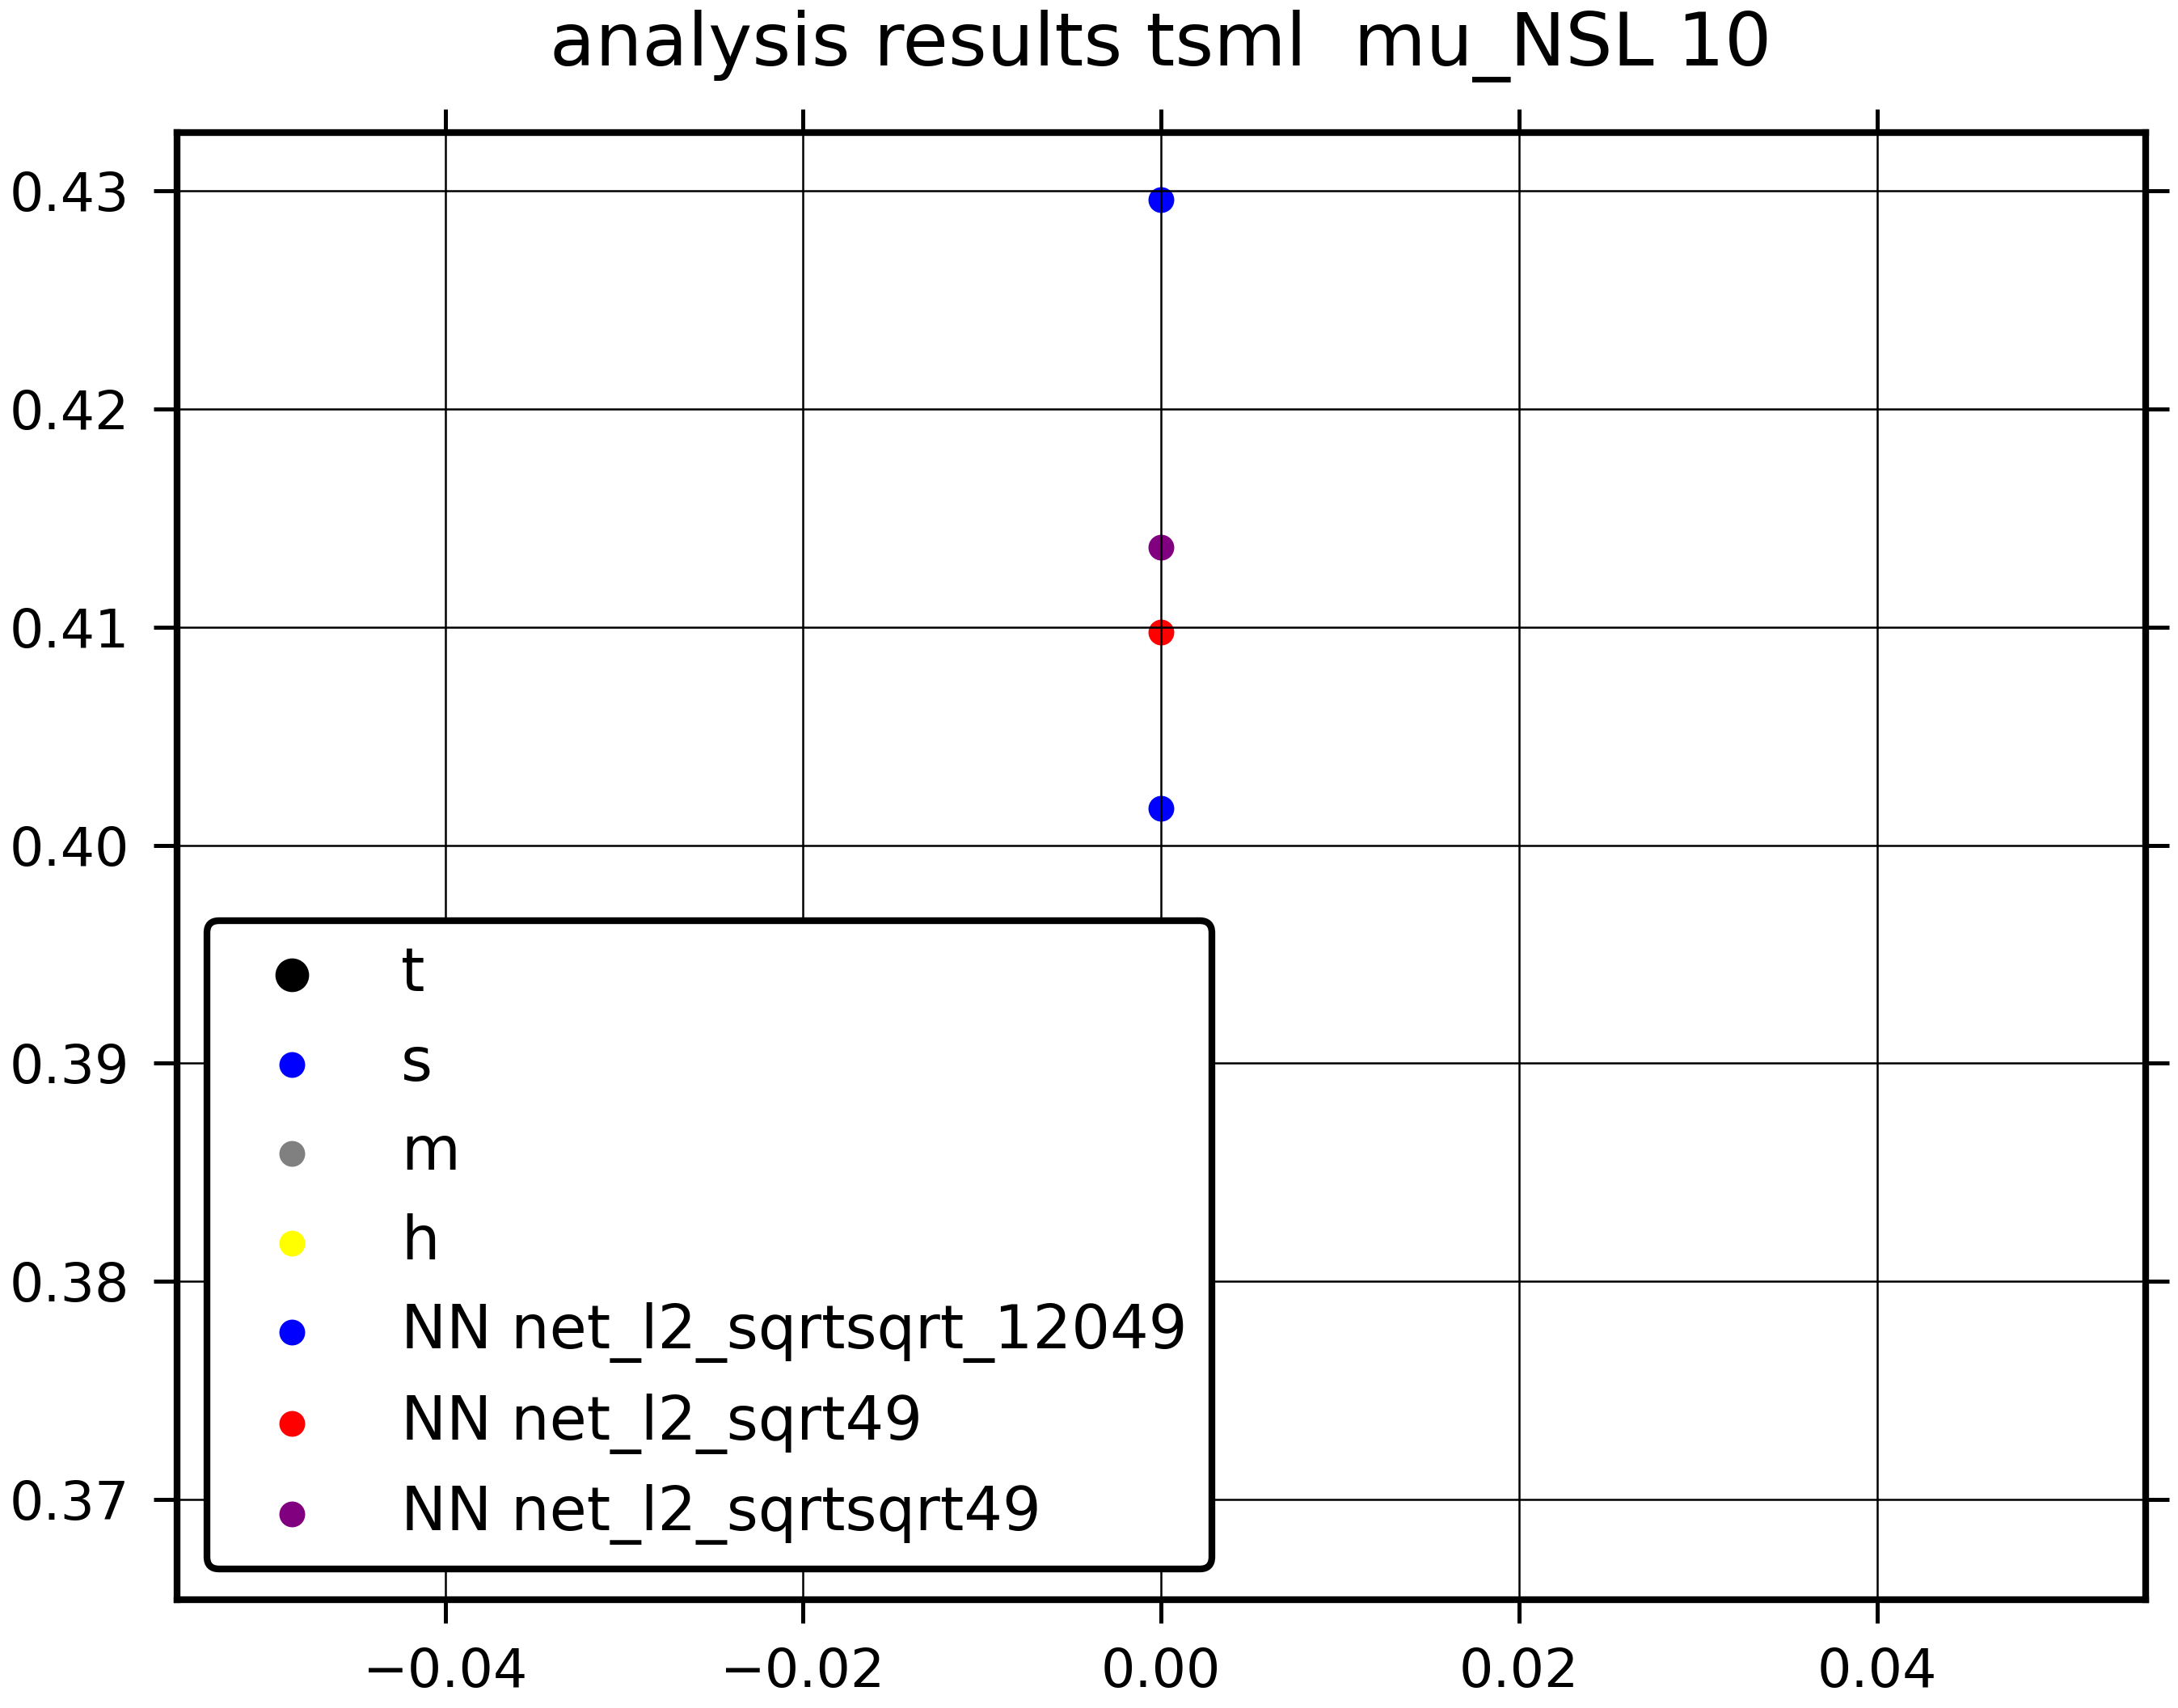 analysis results tsml  mu_NSL 10
0.43
0.42
0.41
0.40
0.39
0.38
0.37
t
s
m
h
NN net_l2_sqrtsqrt_12049
NN net_l2_sqrt49
NN net_l2_sqrtsqrt49
−0.04 −0.02 0.00 0.02 0.04